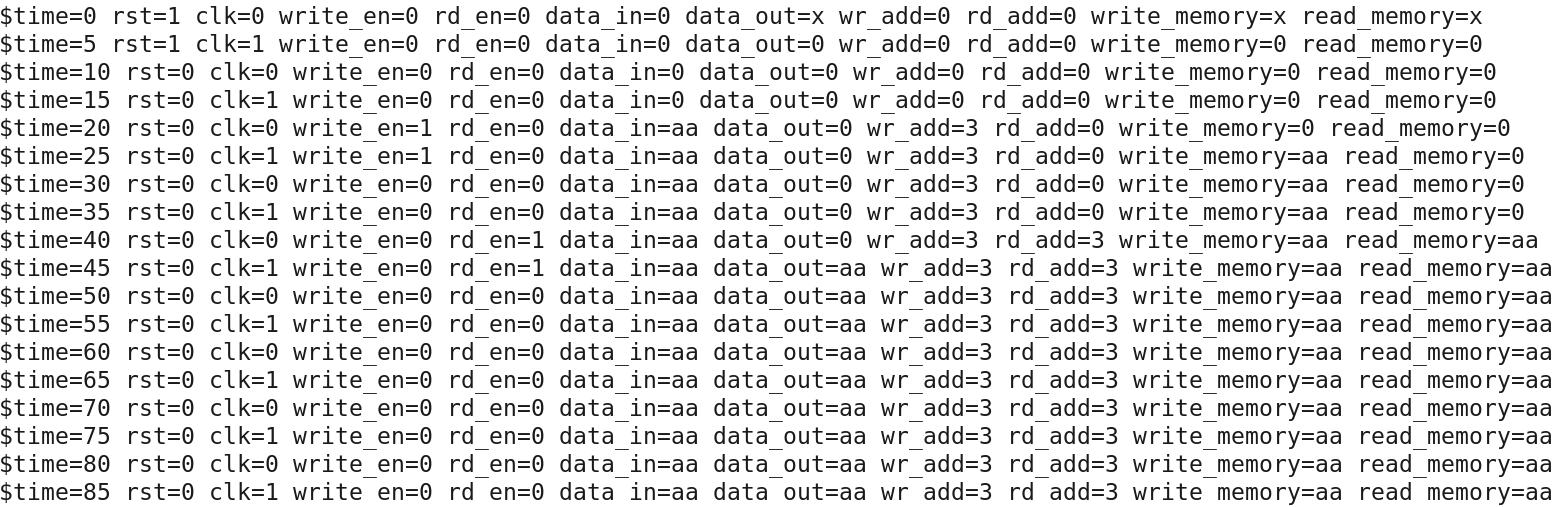 $time=0 rst=1 clk=0 write_en=0 rd_en=0 data_in=0 data_out=x wr_add=0 rd_add=0 write_memory=x read_memory=x
$time=5 rst=1 clk=1 write_en=0 rd_en=0 data_in=0 data_out=0 wr_add=0 rd_add=0 write_memory=0 read_memory=0
$time=10 rst=0 clk=0 write_en=0 rd_en=0 data_in=0 data_out=0 wr_add=0 rd_add=0 write_memory=0 read_memory=0
$time=15 rst=0 clk=1 write_en=0 rd_en=0 data_in=0 data_out=0 wr_add=0 rd_add=0 write_memory=0 read_memory=0
$time=20 rst=0 clk=0 write_en=1 rd_en=0 data_in=aa data_out=0 wr_add=3 rd_add=0 write_memory=0 read_memory=0
$time=25 rst=0 clk=1 write_en=1 rd_en=0 data_in=aa data_out=0 wr_add=3 rd_add=0 write_memory=aa read_memory=0
$time=30 rst=0 clk=0 write_en=0 rd_en=0 data_in=aa data_out=0 wr_add=3 rd_add=0 write_memory=aa read_memory=0
$time=35 rst=0 clk=1 write_en=0 rd_en=0 data_in=aa data_out=0 wr_add=3 rd_add=0 write_memory=aa read_memory=0
$time=40 rst=0 clk=0 write_en=0 rd_en=1 data_in=aa data_out=0 wr_add=3 rd_add=3 write_memory=aa read_memory=aa
$time=45 rst=0 clk=1 write_en=0 rd_en=1 data_in=aa data_out=aa wr_add=3 rd_add=3 write_memory=aa read_memory=aa
$time=50 rst=0 clk=0 write_en=0 rd_en=0 data_in=aa data_out=aa wr_add=3 rd_add=3 write_memory=aa read_memory=aa
$time=55 rst=0 clk=1 write_en=0 rd_en=0 data_in=aa data_out=aa wr_add=3 rd_add=3 write_memory=aa read_memory=aa
$time=60 rst=0 clk=0 write_en=0 rd_en=0 data_in=aa data_out=aa wr_add=3 rd_add=3 write_memory=aa read_memory=aa
$time=65 rst=0 clk=1 write_en=0 rd_en=0 data_in=aa data_out=aa wr_add=3 rd_add=3 write_memory=aa read_memory=aa
$time=70 rst=0 clk=0 write_en=0 rd_en=0 data_in=aa data_out=aa wr_add=3 rd_add=3 write_memory=aa read_memory=aa
$time=75 rst=0 clk=1 write_en=0 rd_en=0 data_in=aa data_out=aa wr_add=3 rd_add=3 write_memory=aa read_memory=aa
$time=80 rst=0 clk=0 write_en=0 rd_en=0 data_in=aa data_out=aa wr_add=3 rd_add=3 write_memory=aa read_memory=aa
$time=85 rst=0 clk=1 write_en=0 rd_en=0 data_in=aa data_out=aa wr_add=3 rd_add=3 write_memory=aa read_memory=aa